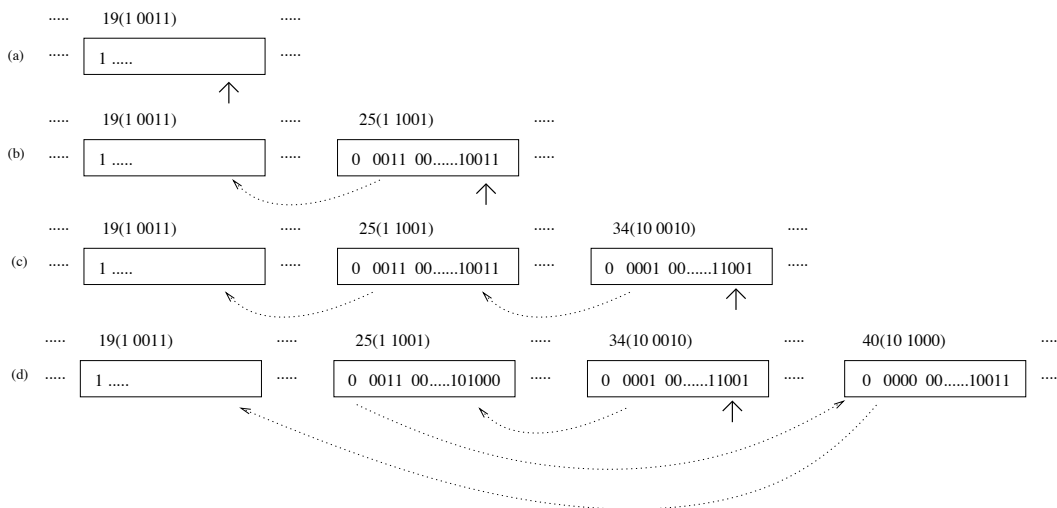 ..... 19(1 0011) .....
(a) ..... 1 ..... .....
..... 19(1 0011) ..... 25(1 1001) .....
(b) ..... 1 ..... ..... 0 0011 00......10011 .....
..... 19(1 0011) ..... 25(1 1001) ..... 34(10 0010) .....
(c) ..... 1 ..... ..... 0 0011 00......10011 ..... 0 0001 00......11001 .....
..... 19(1 0011) ..... 25(1 1001) ..... 34(10 0010) ..... 40(10 1000) ....
(d) ..... 1 ..... ..... 0 0011 00.....101000 ..... 0 0001 00......11001 ..... 0 0000 00......10011 ....